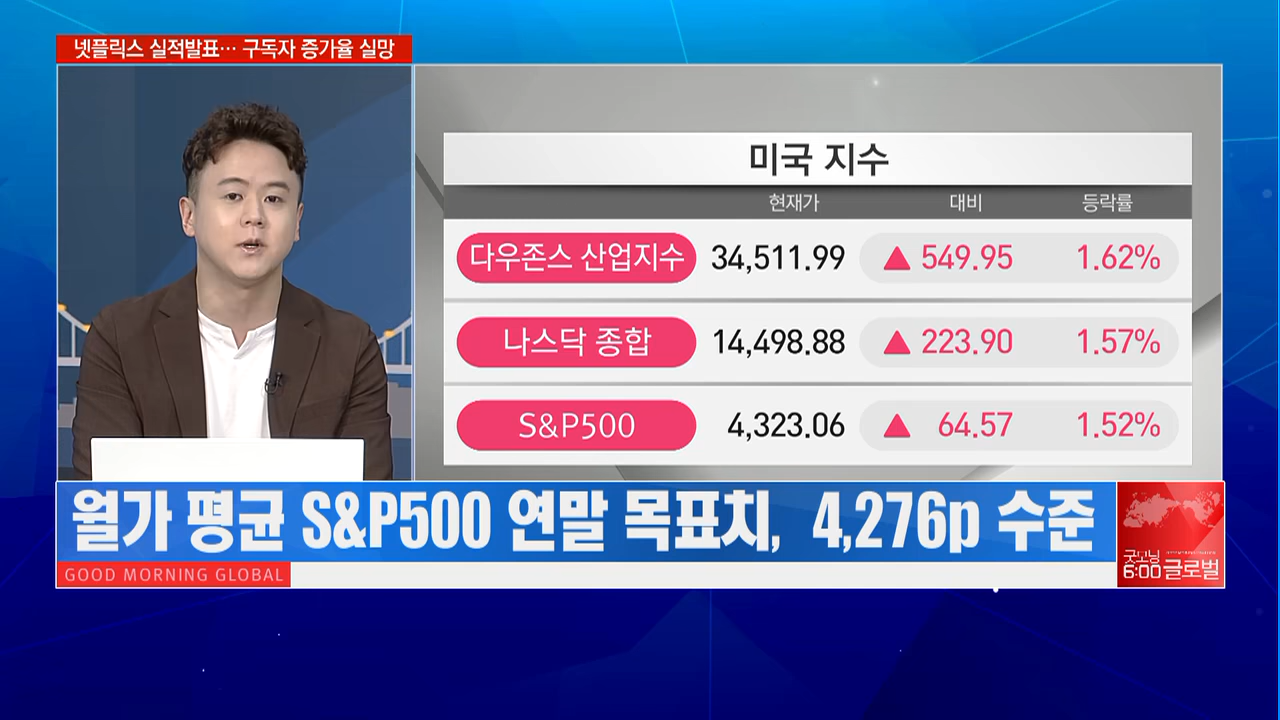 넷플릭스 실적발표… 구독자 증가율 실망
미국 지수
현재가 대비 등락률
다우존스 산업지수 34,511.99 ▲ 549.95 1.62%
나스닥 종합 14,498.88 ▲ 223.90 1.57%
S&P500 4,323.06 ▲ 64.57 1.52%
월가 평균 S&P500 연말 목표치, 4,276p 수준
GOOD MORNING GLOBAL
굿모닝
6:00 글로벌